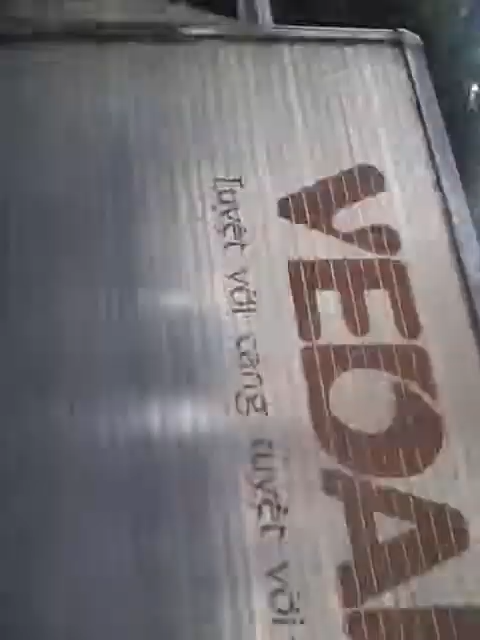 VEDA
Tuyệt vời càng tuyệt vời